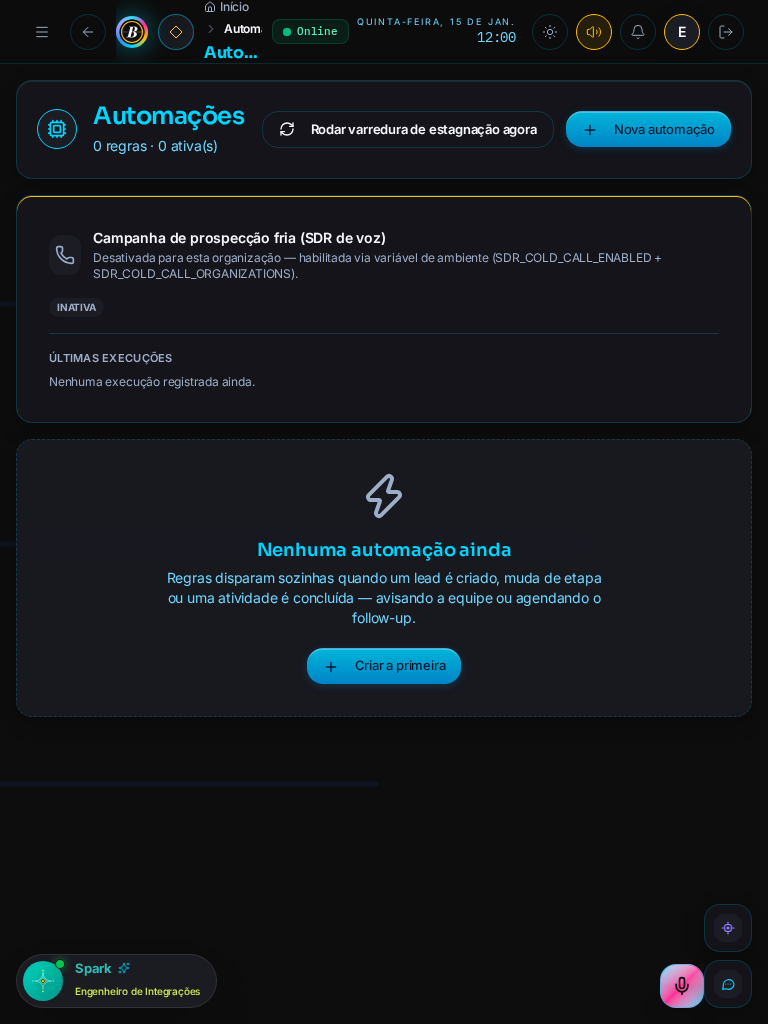 Início
Autom
Auto...
Online
QUINTA-FEIRA, 15 DE JAN.
12:00
E
B
Automações
0 regras · 0 ativa(s)
Rodar varredura de estagnação agora
Nova automação
Campanha de prospecção fria (SDR de voz)
Desativada para esta organização — habilitada via variável de ambiente (SDR_COLD_CALL_ENABLED +
SDR_COLD_CALL_ORGANIZATIONS).
INATIVA
ÚLTIMAS EXECUÇÕES
Nenhuma execução registrada ainda.
Nenhuma automação ainda
Regras disparam sozinhas quando um lead é criado, muda de etapa
ou uma atividade é concluída — avisando a equipe ou agendando o
follow-up.
Criar a primeira
Spark
Engenheiro de Integrações